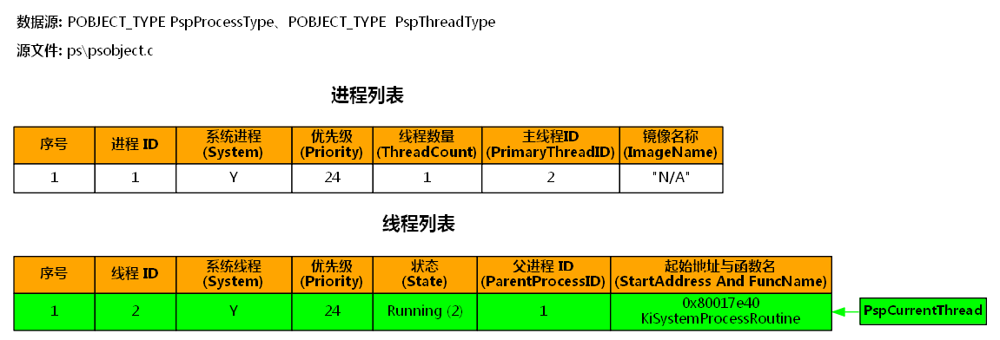 数据源: POBJECT_TYPE PspProcessType、POBJECT_TYPE PspThreadType
源文件: ps\psobject.c
进程列表
序号 进程 ID 系统进程 (System) 优先级 (Priority) 线程数量 (ThreadCount) 主线程ID (PrimaryThreadID) 镜像名称 (ImageName)
1 1 Y 24 1 2 "N/A"
线程列表
序号 线程 ID 系统线程 (System) 优先级 (Priority) 状态 (State) 父进程 ID (ParentProcessID) 起始地址与函数名 (StartAddress And FuncName)
1 2 Y 24 Running (2) 1 0x80017e40 KiSystemProcessRoutine PspCurrentThread